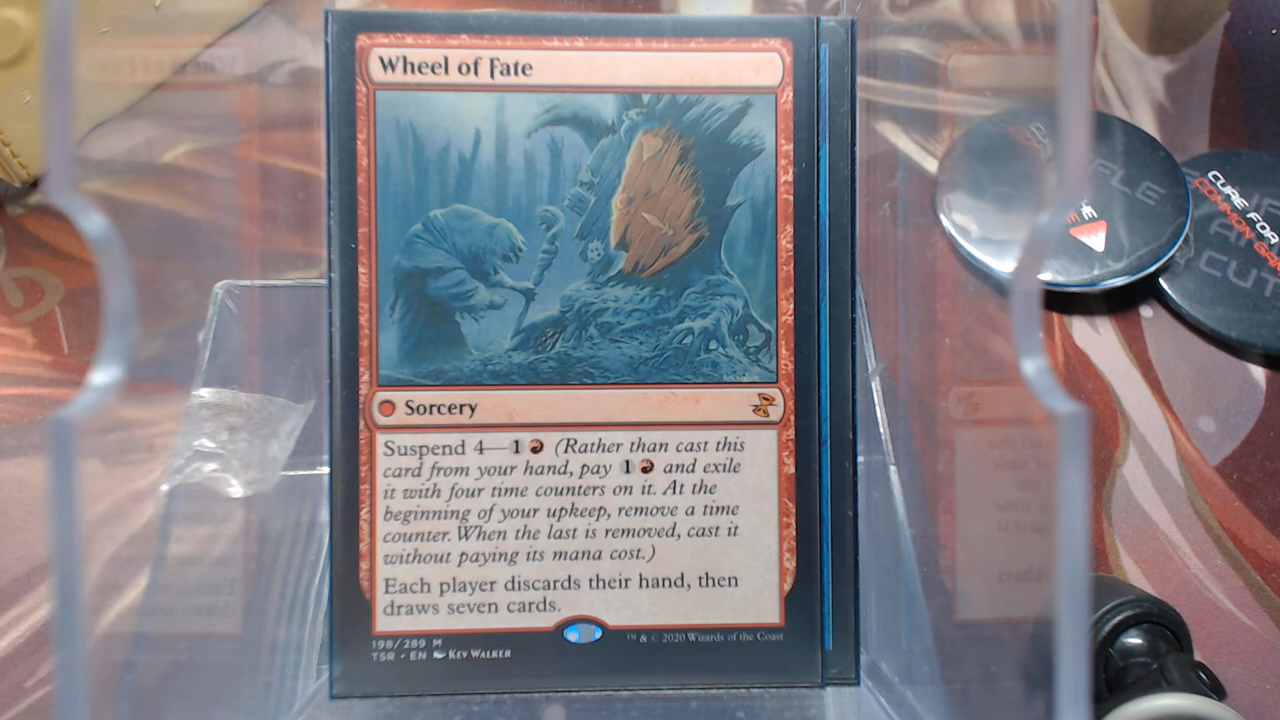 Wheel of Fate
Sorcery
Suspend 4—1 (Rather than cast this
card from your hand, pay 1 and exile
it with four time counters on it. At the
beginning of your upkeep, remove a time
counter. When the last is removed, cast it
without paying its mana cost.)
Each player discards their hand, then
draws seven cards.
198/289 M
TSR • EN KEV WALKER
™ & © 2020 Wizards of the Coast
CURE FOR
COMMON
CUT